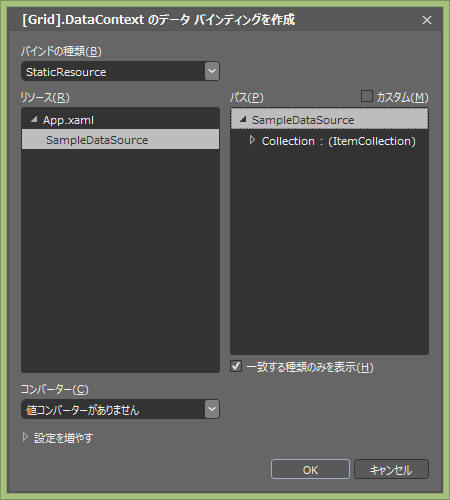 [Grid].DataContext のデータ バインディングを作成
バインドの種類(B)
StaticResource
リソース(R)
パス(P)
カスタム(M)
App.xaml
SampleDataSource
SampleDataSource
Collection : (ItemCollection)
一致する種類のみを表示(H)
コンバーター(C)
値コンバーターがありません
設定を増やす
OK
キャンセル